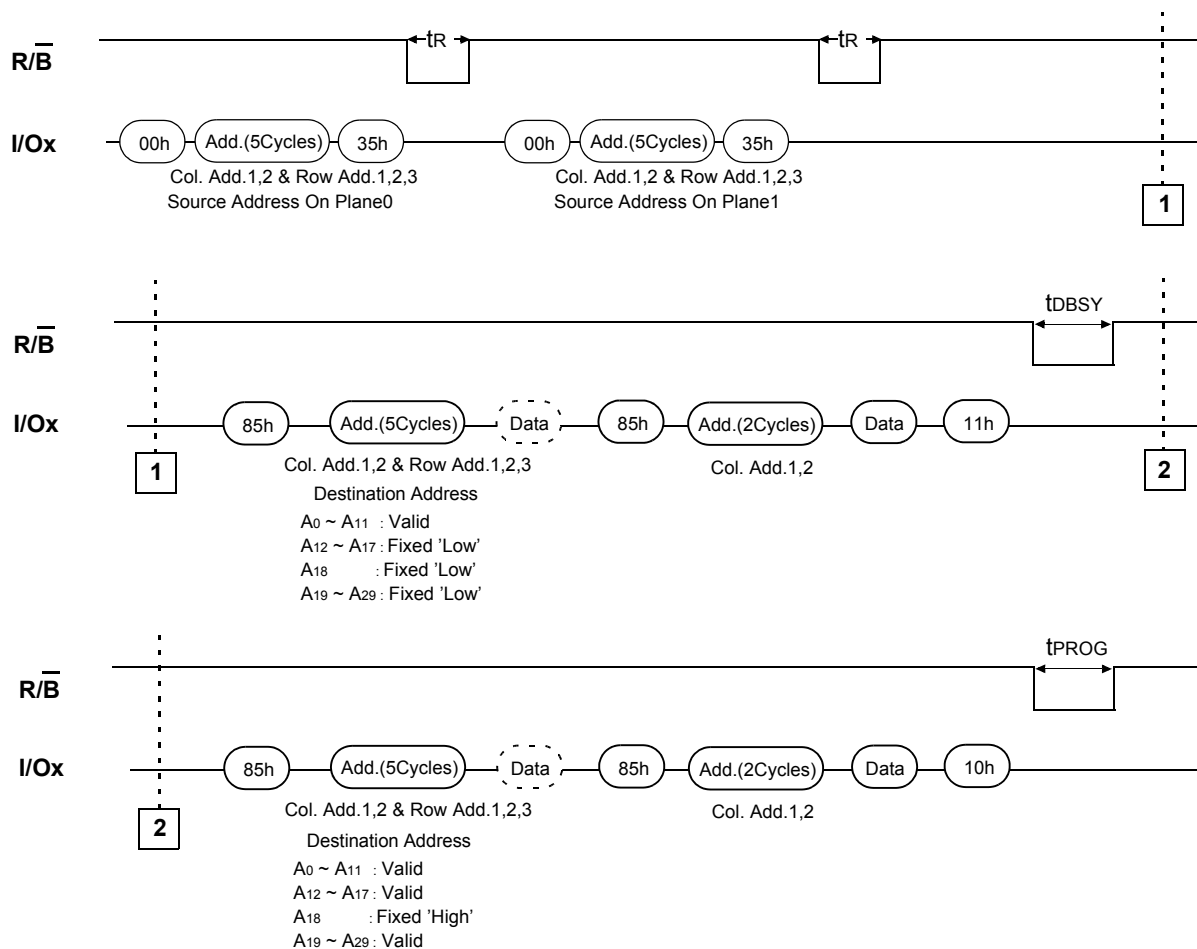 tR tR
R/B
I/Ox 00h Add.(5Cycles) 35h 00h Add.(5Cycles) 35h
Col. Add.1,2 & Row Add.1,2,3 Col. Add.1,2 & Row Add.1,2,3
Source Address On Plane0 Source Address On Plane1
1
tDBSY
R/B
I/Ox 85h Add.(5Cycles) Data 85h Add.(2Cycles) Data 11h
1 Col. Add.1,2 & Row Add.1,2,3 Col. Add.1,2 2
Destination Address
A0 ~ A11 : Valid
A12 ~ A17 : Fixed 'Low'
A18 : Fixed 'Low'
A19 ~ A29 : Fixed 'Low'
tPROG
R/B
I/Ox 85h Add.(5Cycles) Data 85h Add.(2Cycles) Data 10h
2 Col. Add.1,2 & Row Add.1,2,3 Col. Add.1,2
Destination Address
A0 ~ A11 : Valid
A12 ~ A17 : Valid
A18 : Fixed 'High'
A19 ~ A29 : Valid